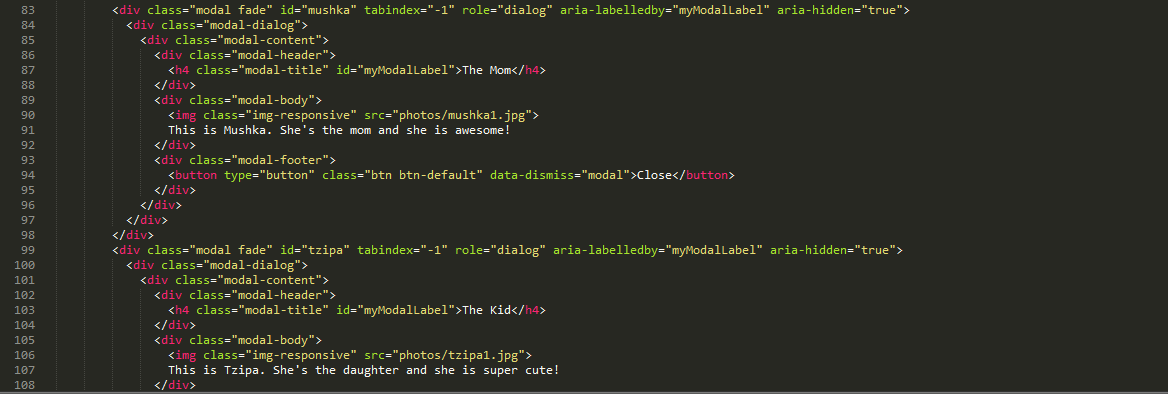 83 <div class="modal fade" id="mushka" tabindex="-1" role="dialog" aria-labelledby="myModalLabel" aria-hidden="true">
84 <div class="modal-dialog">
85 <div class="modal-content">
86 <div class="modal-header">
87 <h4 class="modal-title" id="myModalLabel">The Mom</h4>
88 </div>
89 <div class="modal-body">
90 <img class="img-responsive" src="photos/mushka1.jpg">
91 This is Mushka. She's the mom and she is awesome!
92 </div>
93 <div class="modal-footer">
94 <button type="button" class="btn btn-default" data-dismiss="modal">Close</button>
95 </div>
96 </div>
97 </div>
98 </div>
99 <div class="modal fade" id="tzipa" tabindex="-1" role="dialog" aria-labelledby="myModalLabel" aria-hidden="true">
100 <div class="modal-dialog">
101 <div class="modal-content">
102 <div class="modal-header">
103 <h4 class="modal-title" id="myModalLabel">The Kid</h4>
104 </div>
105 <div class="modal-body">
106 <img class="img-responsive" src="photos/tzipa1.jpg">
107 This is Tzipa. She's the daughter and she is super cute!
108 </div>